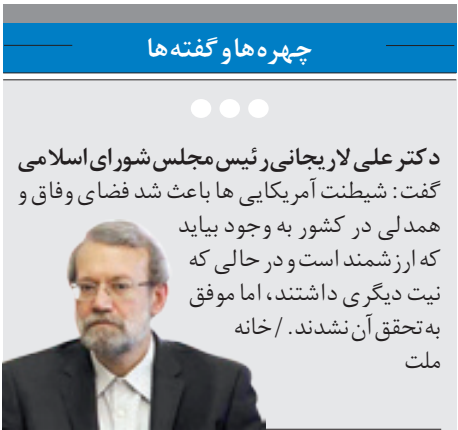 چهره‌ها و گفته‌ها
دکتر علی لاریجانی رئیس مجلس شورای اسلامی
گفت: شیطنت آمریکایی ها باعث شد فضای وفاق و
همدلی در کشور به وجود بیاید
که ارزشمند است و در حالی که
نیت دیگری داشتند، اما موفق
به تحقق آن نشدند. / خانه
ملت